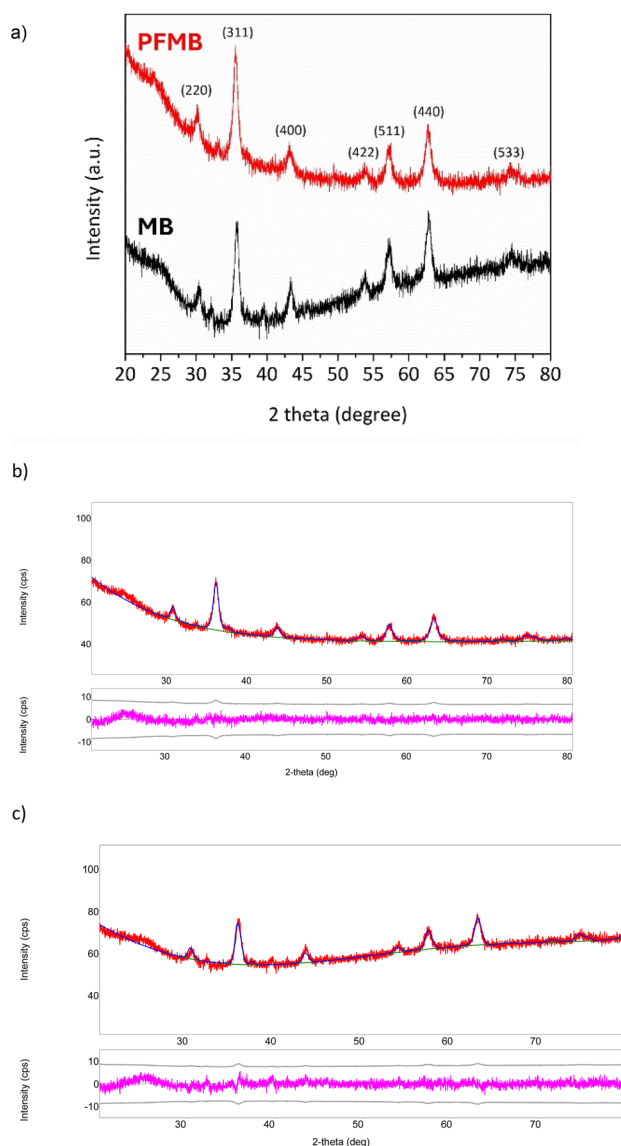 a)
PFMB
(311)
(220)
(400)
(422)
(511)
(440)
(533)
MB
Intensity (a.u.)
20 25 30 35 40 45 50 55 60 65 70 75 80
2 theta (degree)
b)
100
80
60
40
Intensity (cps)
30 40 50 60 70 80
10
0
-10
Intensity (cps)
30 40 50 60 70 80
2-theta (deg)
c)
100
80
60
40
Intensity (cps)
30 40 50 60 70
10
0
-10
Intensity (cps)
30 40 50 60 70
2-theta (deg)